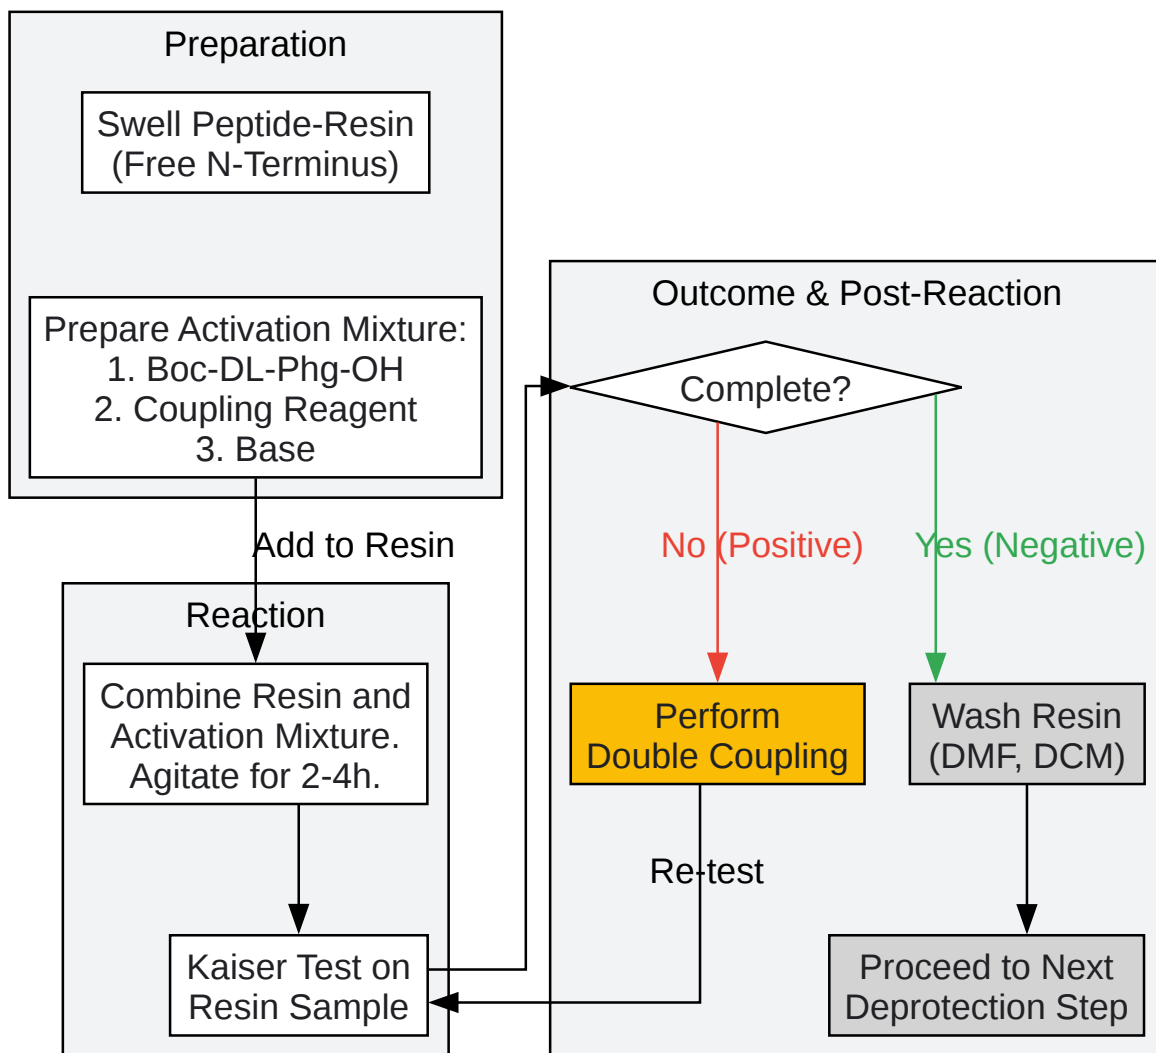 Preparation
Swell Peptide-Resin
(Free N-Terminus)
Prepare Activation Mixture:
1. Boc-DL-Phg-OH
2. Coupling Reagent
3. Base
Add to Resin
Reaction
Combine Resin and
Activation Mixture.
Agitate for 2-4h.
Kaiser Test on
Resin Sample
Outcome & Post-Reaction
Complete?
No (Positive)
Yes (Negative)
Perform
Double Coupling
Wash Resin
(DMF, DCM)
Re-test
Proceed to Next
Deprotection Step